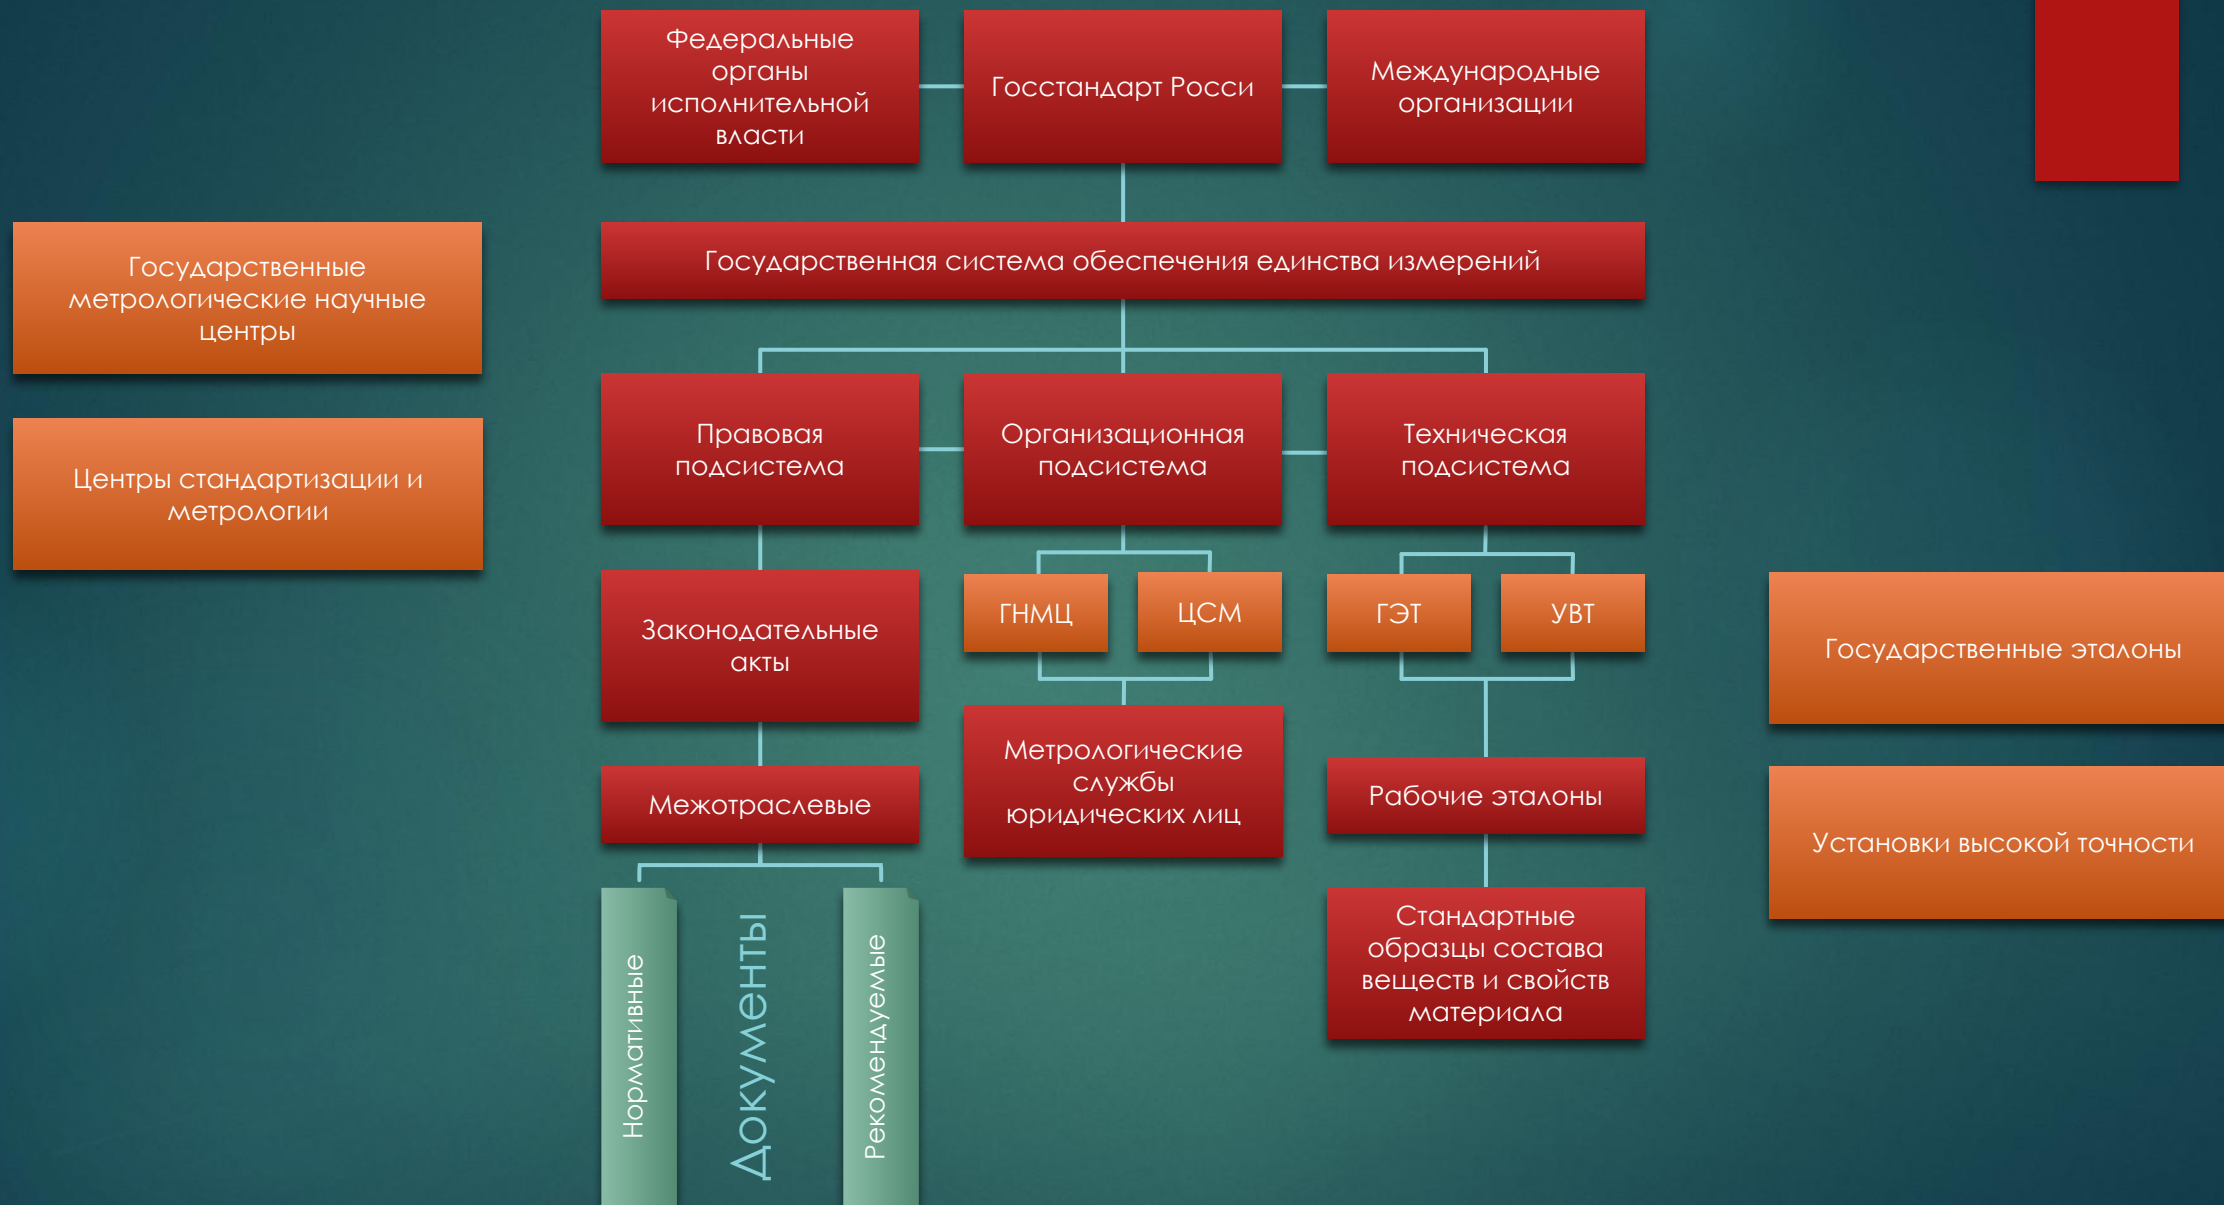 Федеральные
органы
исполнительной
власти
Госстандарт Росси
Международные
организации
Государственные
метрологические научные
центры
Государственная система обеспечения единства измерений
Центры стандартизации и
метрологии
Правовая
подсистема
Организационная
подсистема
Техническая
подсистема
Законодательные
акты
ГНМЦ
ЦСМ
ГЭТ
УВТ
Государственные эталоны
Межотраслевые
Метрологические
службы
юридических лиц
Рабочие эталоны
Установки высокой точности
Нормативные
Документы
Рекомендуемые
Стандартные
образцы состава
веществ и свойств
материала